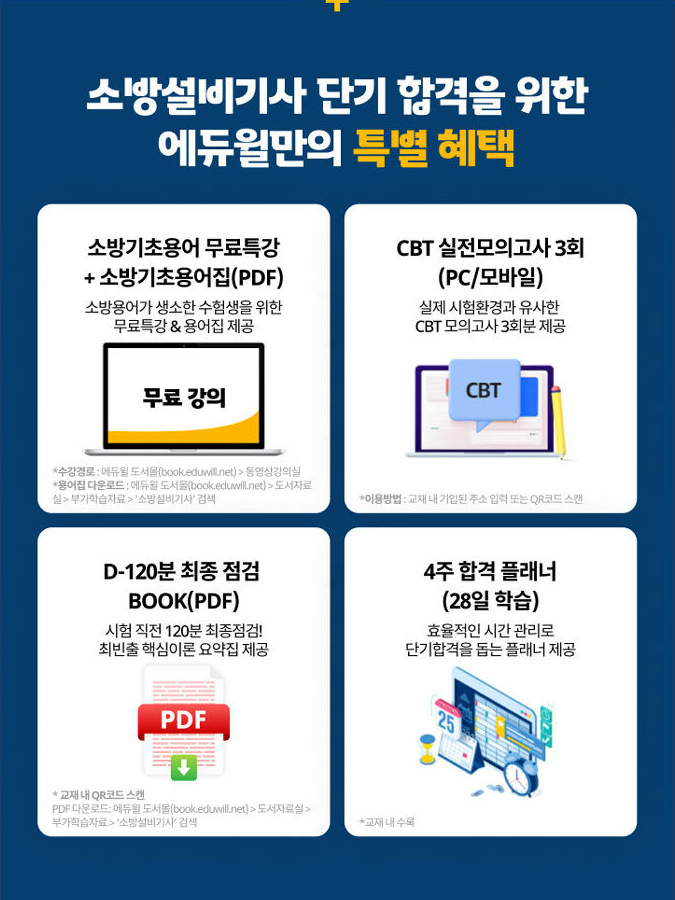 소방설비기사 단기 합격을 위한
에듀윌만의 특별 혜택
소방기초용어 무료특강
+ 소방기초용어집(PDF)
소방용어가 생소한 수험생을 위한
무료특강 & 용어집 제공
무료 강의
*수강경로 : 에듀윌 도서몰(book.eduwill.net) > 동영상강의실
*용어집 다운로드 : 에듀윌 도서몰(book.eduwill.net) > 도서자료
실 > 부가학습자료 > '소방설비기사' 검색
CBT 실전모의고사 3회
(PC/모바일)
실제 시험환경과 유사한
CBT 모의고사 3회분 제공
CBT
*이용방법 : 교재 내 기입된 주소 입력 또는 QR코드 스캔
D-120분 최종 점검
BOOK(PDF)
시험 직전 120분 최종점검!
최빈출 핵심이론 요약집 제공
PDF
* 교재 내 QR코드 스캔
PDF 다운로드: 에듀윌 도서몰(book.eduwill.net) > 도서자료실 >
부가학습자료 > '소방설비기사' 검색
4주 합격 플래너
(28일 학습)
효율적인 시간 관리로
단기합격을 돕는 플래너 제공
25
*교재 내 수록